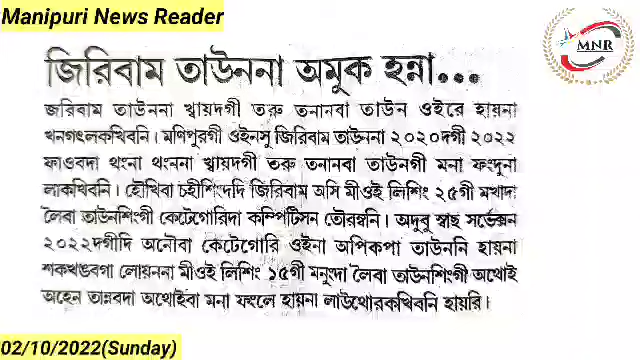 Manipuri News Reader
MNR
জিরিবাম তাউননা অমুক হন্না...
জরিবাম তাউননা খ্বায়দগী তরু তনানবা তাউন ওইরে হায়না
খনগৎলকখিবনি। মণিপুরগী ওইনসু জিরিবাম তাউননা ২০২০দগী ২০২২
ফাওবদা থংনা থংননা খ্বায়দগী তরু তনানবা তাউনগী মনা ফংদুনা
লাকখিবনি। হৌখিবা চহীশিংদদি জিরিবাম অসি মীওই লিশিং ২৫গী মখাদা
লৈবা তাউনশিংগী কেটেগোরিদা কম্পিটিসন তৌরম্বনি। অদুবু স্বাছ সর্ভেক্সন
২০২২দগীদি অনৌবা কেটেগোরি ওইনা অপিকপা তাউননি হায়না
শকখঙবগা লোয়ননা মীওই লিশিং ১৫গী মনুংদা লৈবা তাউনশিংগী অথোই
অহেন তান্নবদা অথোইবা মনা ফংলে হায়না লাউথোরকখিবনি হায়রি।
02/10/2022(Sunday)